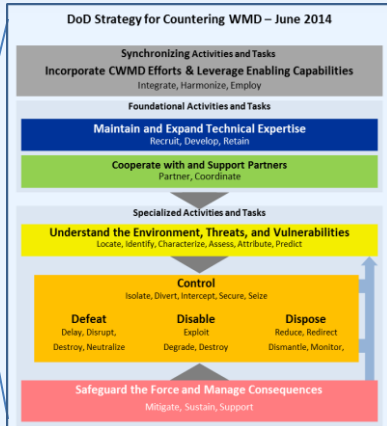 DoD Strategy for Countering WMD – June 2014
Synchronizing Activities and Tasks
Incorporate CWMD Efforts & Leverage Enabling Capabilities
Integrate, Harmonize, Employ
Foundational Activities and Tasks
Maintain and Expand Technical Expertise
Recruit, Develop, Retain
Cooperate with and Support Partners
Partner, Coordinate
Specialized Activities and Tasks
Understand the Environment, Threats, and Vulnerabilities
Locate, Identify, Characterize, Assess, Attribute, Predict
Control
Isolate, Divert, Intercept, Secure, Seize
Defeat
Delay, Disrupt,
Destroy, Neutralize
Disable
Exploit
Degrade, Destroy
Dispose
Reduce, Redirect
Dismantle, Monitor,
Safeguard the Force and Manage Consequences
Mitigate, Sustain, Support